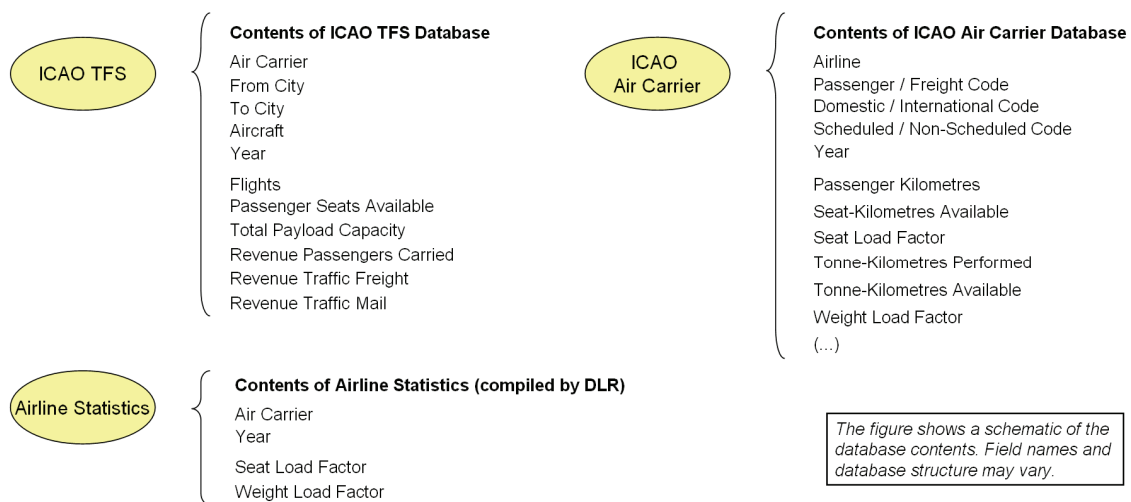 ICAO TFS
Contents of ICAO TFS Database
Air Carrier
From City
To City
Aircraft
Year
Flights
Passenger Seats Available
Total Payload Capacity
Revenue Passengers Carried
Revenue Traffic Freight
Revenue Traffic Mail
ICAO
Air Carrier
Contents of ICAO Air Carrier Database
Airline
Passenger / Freight Code
Domestic / International Code
Scheduled / Non-Scheduled Code
Year
Passenger Kilometres
Seat-Kilometres Available
Seat Load Factor
Tonne-Kilometres Performed
Tonne-Kilometres Available
Weight Load Factor
(...)
Airline Statistics
Contents of Airline Statistics (compiled by DLR)
Air Carrier
Year
Seat Load Factor
Weight Load Factor
The figure shows a schematic of the
database contents. Field names and
database structure may vary.